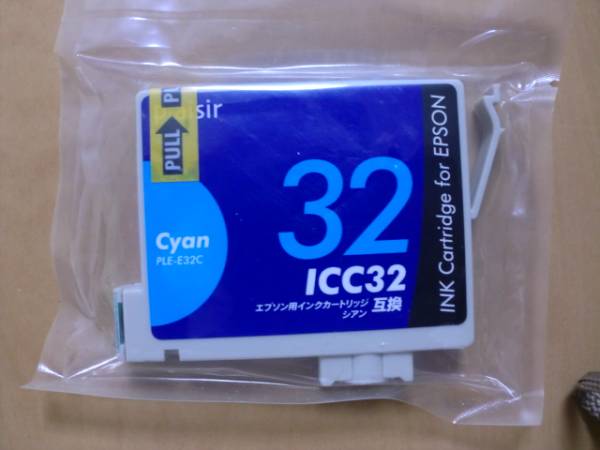 PULL
PU
sir
32
Cyan
PLE-E32C
ICC32
エプソン用インクカートリッジ 互換
シアン
INK Cartridge for EPSON